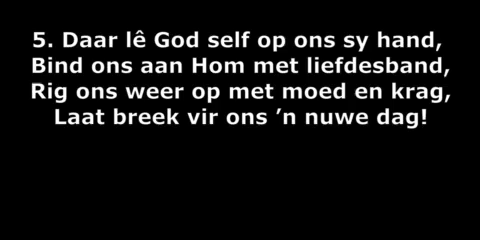 5. Daar lê God self op ons sy hand,
Bind ons aan Hom met liefdesband,
Rig ons weer op met moed en krag,
Laat breek vir ons ’n nuwe dag!